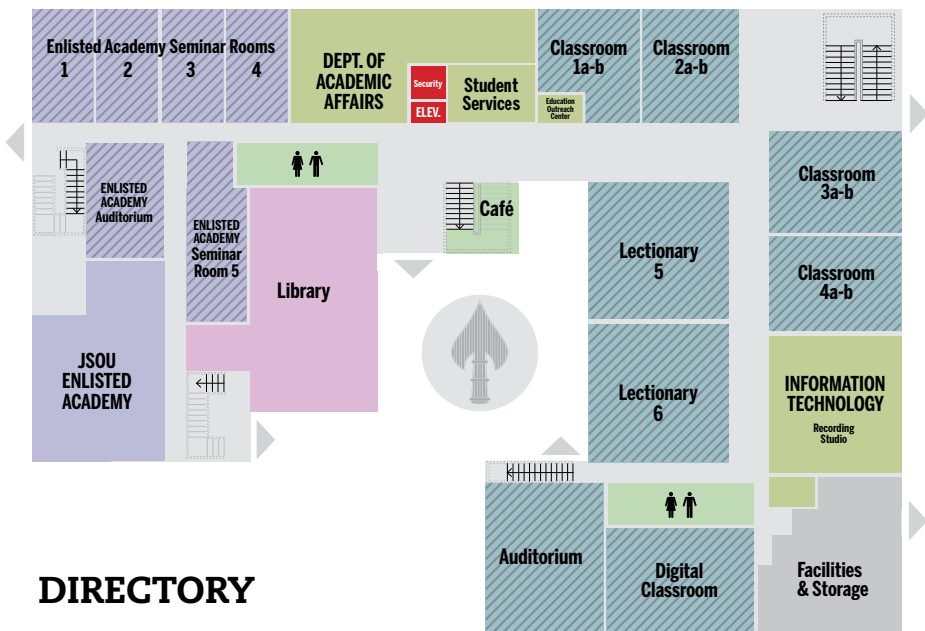 Enlisted Academy Seminar Rooms
1 2 3 4
DEPT. OF
ACADEMIC
AFFAIRS
Security
ELEV.
Student
Services
Education
Outreach
Center
Classroom
1a-b
Classroom
2a-b
ENLISTED
ACADEMY
Auditorium
ENLISTED
ACADEMY
Seminar
Room 5
Café
Classroom
3a-b
Lectionary
5
Classroom
4a-b
Library
JSOU
ENLISTED
ACADEMY
Lectionary
6
INFORMATION
TECHNOLOGY
Recording
Studio
Auditorium
Digital
Classroom
Facilities
& Storage
DIRECTORY